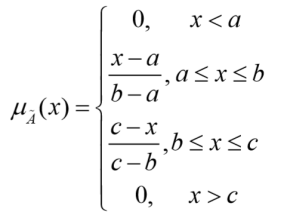 0, x < a
x − a
b − a , a ≤ x ≤ b
μ_Ã(x) =
c − x
c − b , b ≤ x ≤ c
0, x > c